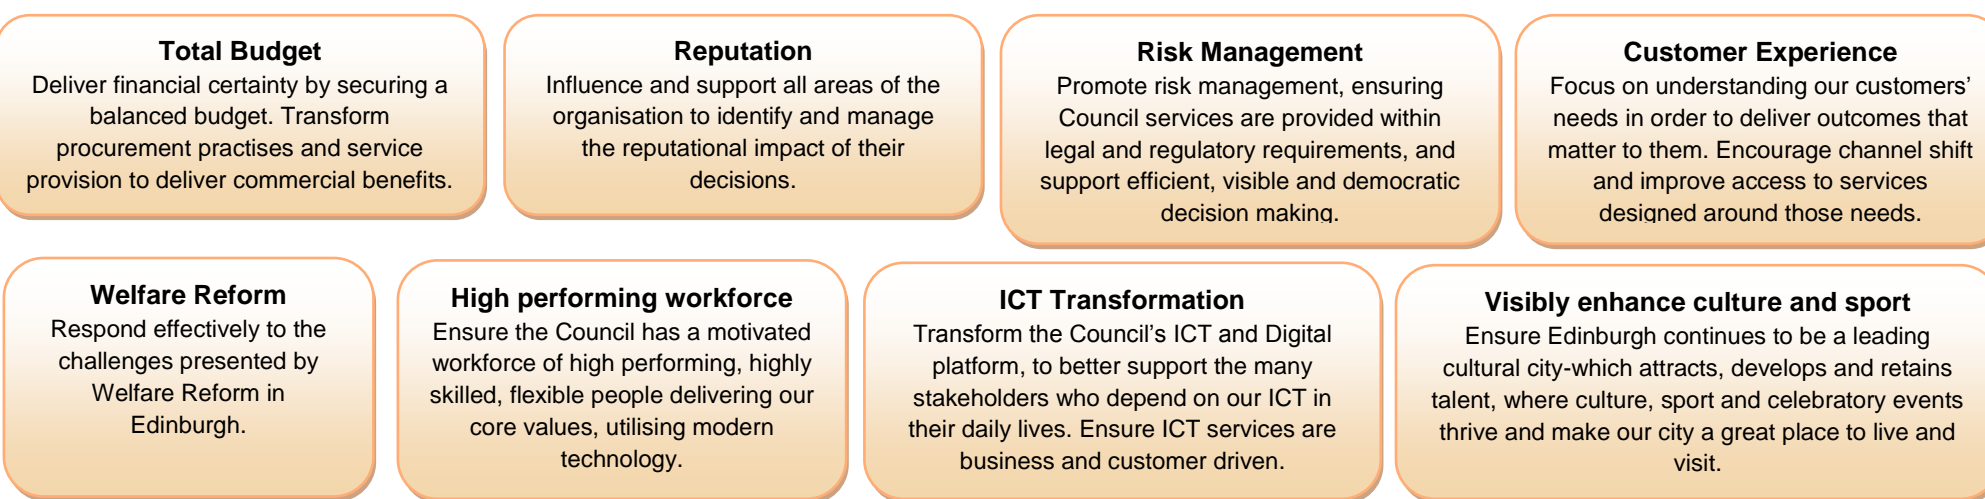 Total Budget
Deliver financial certainty by securing a
balanced budget. Transform
procurement practises and service
provision to deliver commercial benefits.
Reputation
Influence and support all areas of the
organisation to identify and manage
the reputational impact of their
decisions.
Risk Management
Promote risk management, ensuring
Council services are provided within
legal and regulatory requirements, and
support efficient, visible and democratic
decision making.
Customer Experience
Focus on understanding our customers’
needs in order to deliver outcomes that
matter to them. Encourage channel shift
and improve access to services
designed around those needs.
Welfare Reform
Respond effectively to the
challenges presented by
Welfare Reform in
Edinburgh.
High performing workforce
Ensure the Council has a motivated
workforce of high performing, highly
skilled, flexible people delivering our
core values, utilising modern
technology.
ICT Transformation
Transform the Council’s ICT and Digital
platform, to better support the many
stakeholders who depend on our ICT in
their daily lives. Ensure ICT services are
business and customer driven.
Visibly enhance culture and sport
Ensure Edinburgh continues to be a leading
cultural city-which attracts, develops and retains
talent, where culture, sport and celebratory events
thrive and make our city a great place to live and
visit.